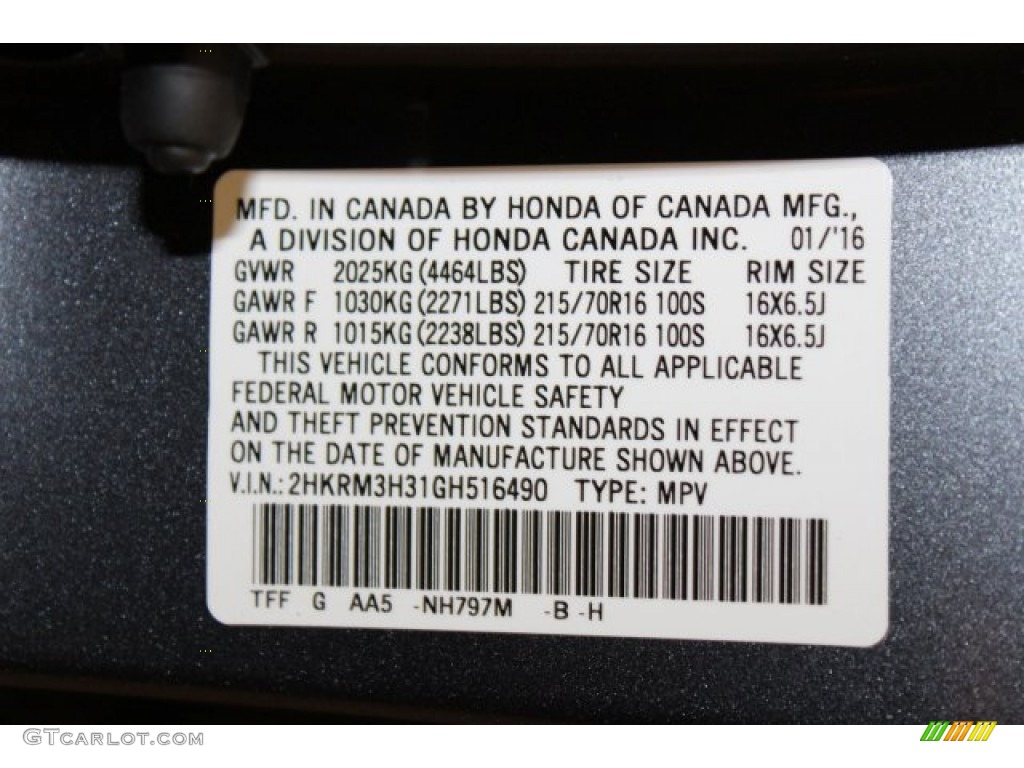 MFD. IN CANADA BY HONDA OF CANADA MFG.,
A DIVISION OF HONDA CANADA INC. 01/'16
GVWR 2025KG (4464LBS) TIRE SIZE RIM SIZE
GAWR F 1030KG (2271LBS) 215/70R16 100S 16X6.5J
GAWR R 1015KG (2238LBS) 215/70R16 100S 16X6.5J
THIS VEHICLE CONFORMS TO ALL APPLICABLE
FEDERAL MOTOR VEHICLE SAFETY
AND THEFT PREVENTION STANDARDS IN EFFECT
ON THE DATE OF MANUFACTURE SHOWN ABOVE.
V.I.N.: 2HKRM3H31GH516490 TYPE: MPV
TFF G AA5 -NH797M -B -H
GTcarlot.com